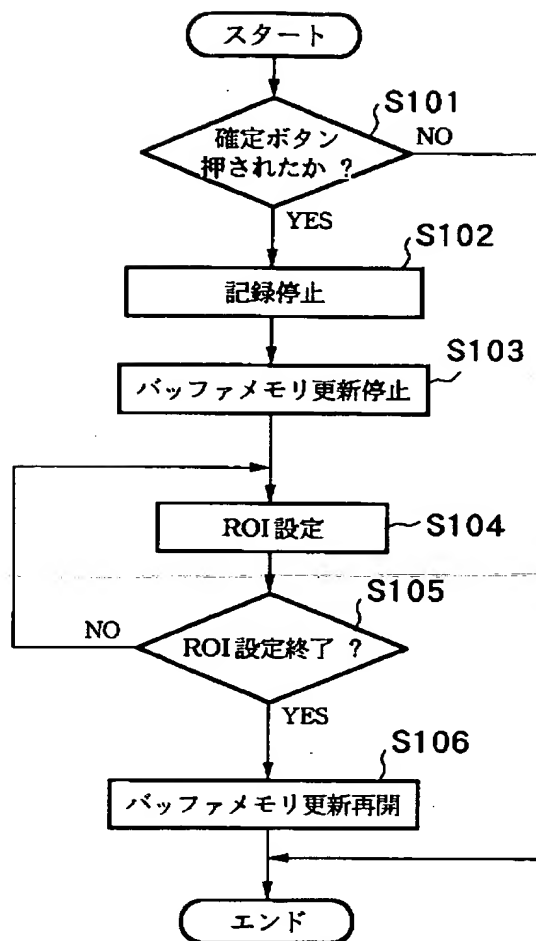 スタート
S101
確定ボタン
押されたか ?
NO
YES
S102
記録停止
S103
バッファメモリ更新停止
ROI設定
S104
S105
NO
ROI設定終了 ?
YES
S106
バッファメモリ更新再開
エンド